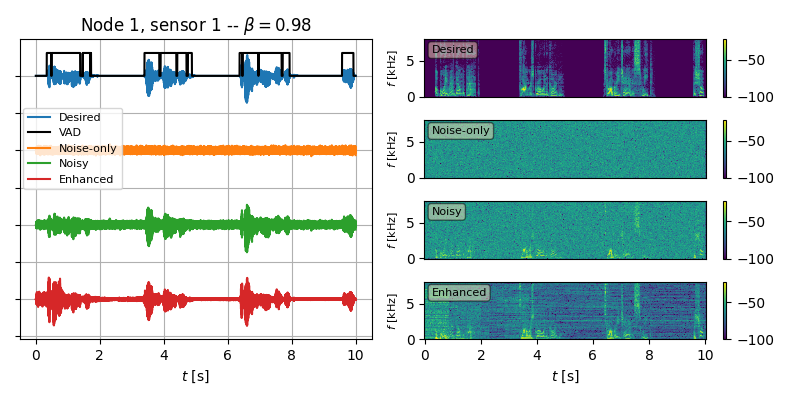 Node 1, sensor 1 -- β = 0.98
Desired
VAD
Noise-only
Noisy
Enhanced
0 2 4 6 8 10
t [s]
f [kHz]
5
0
Desired
−50
−100
f [kHz]
5
0
Noise-only
−50
−100
f [kHz]
5
0
Noisy
−50
−100
f [kHz]
5
0
Enhanced
−50
−100
0 2 4 6 8 10
t [s]